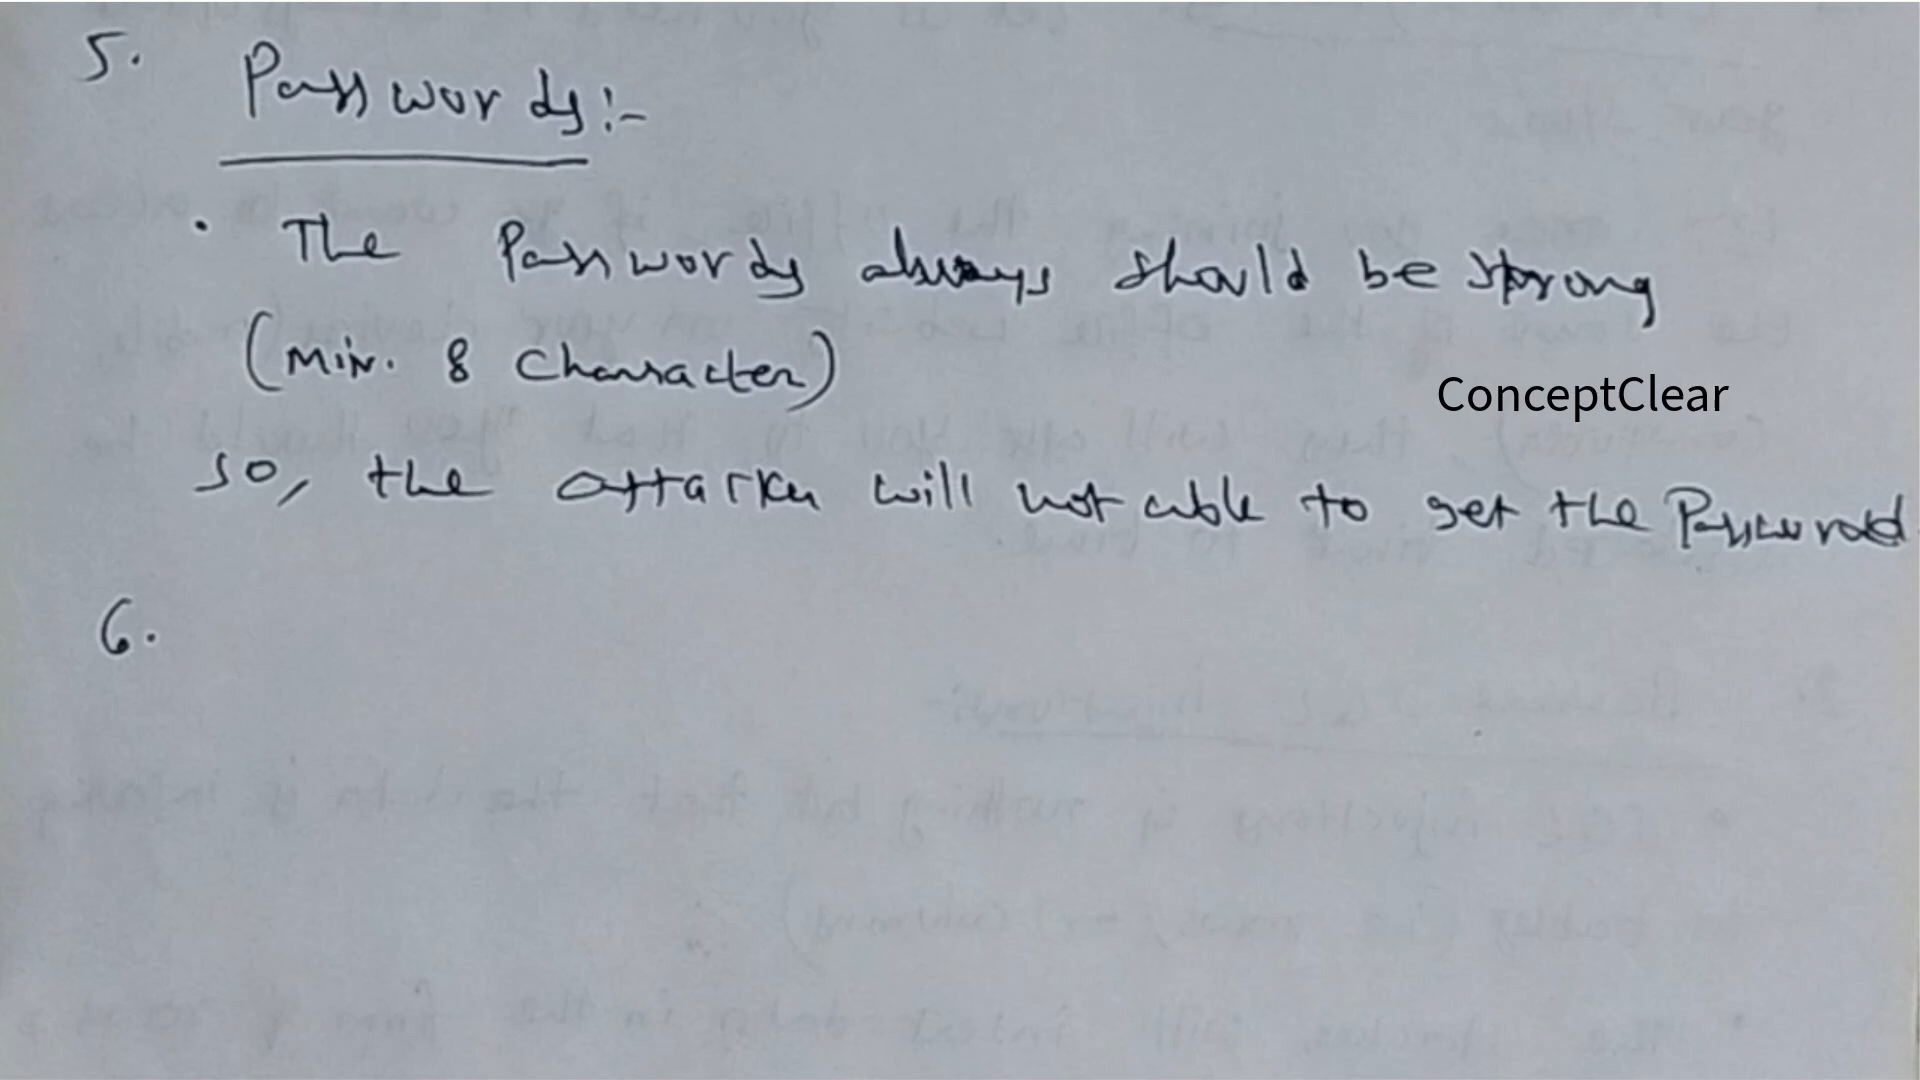 5. Passwords:-
• The Passwords always should be strong
(Min. 8 Character)
ConceptClear
so, the attacker will not able to get the Password
6.